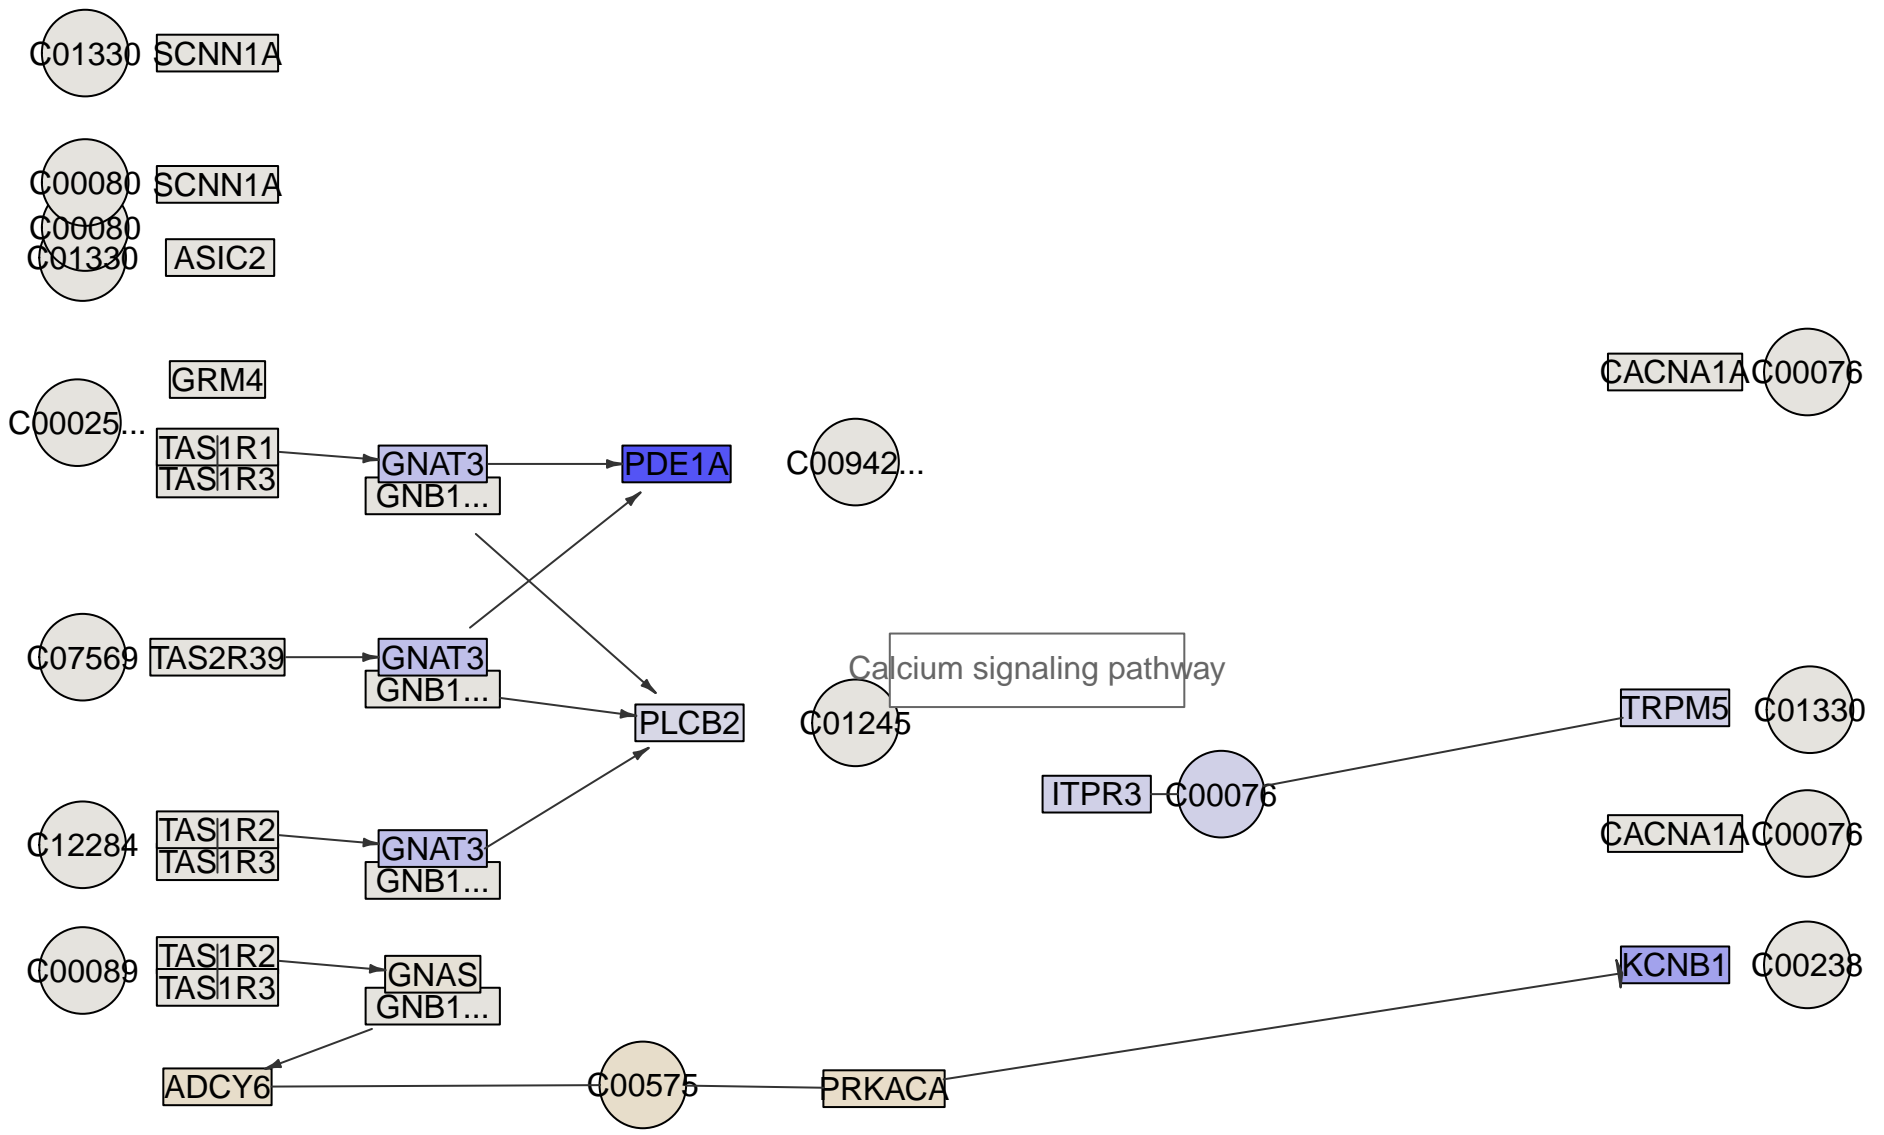 C01330 SCNN1A
C00080 SCNN1A
C00080
C01330 ASIC2
GRM4
CACNA1A C00076
C00025...
TAS1R1
GNAT3 PDE1A C00942...
TAS1R3
GNB1...
C07569 TAS2R39 GNAT3
Calcium signaling pathway
GNB1...
TRPM5 C01330
PLCB2 C01245
ITPR3 C00076
TAS1R2
CACNA1A C00076
C12284
GNAT3
TAS1R3
GNB1...
TAS1R2
KCNB1 C00238
C00089
GNAS
TAS1R3
GNB1...
ADCY6 C00575 PRKACA